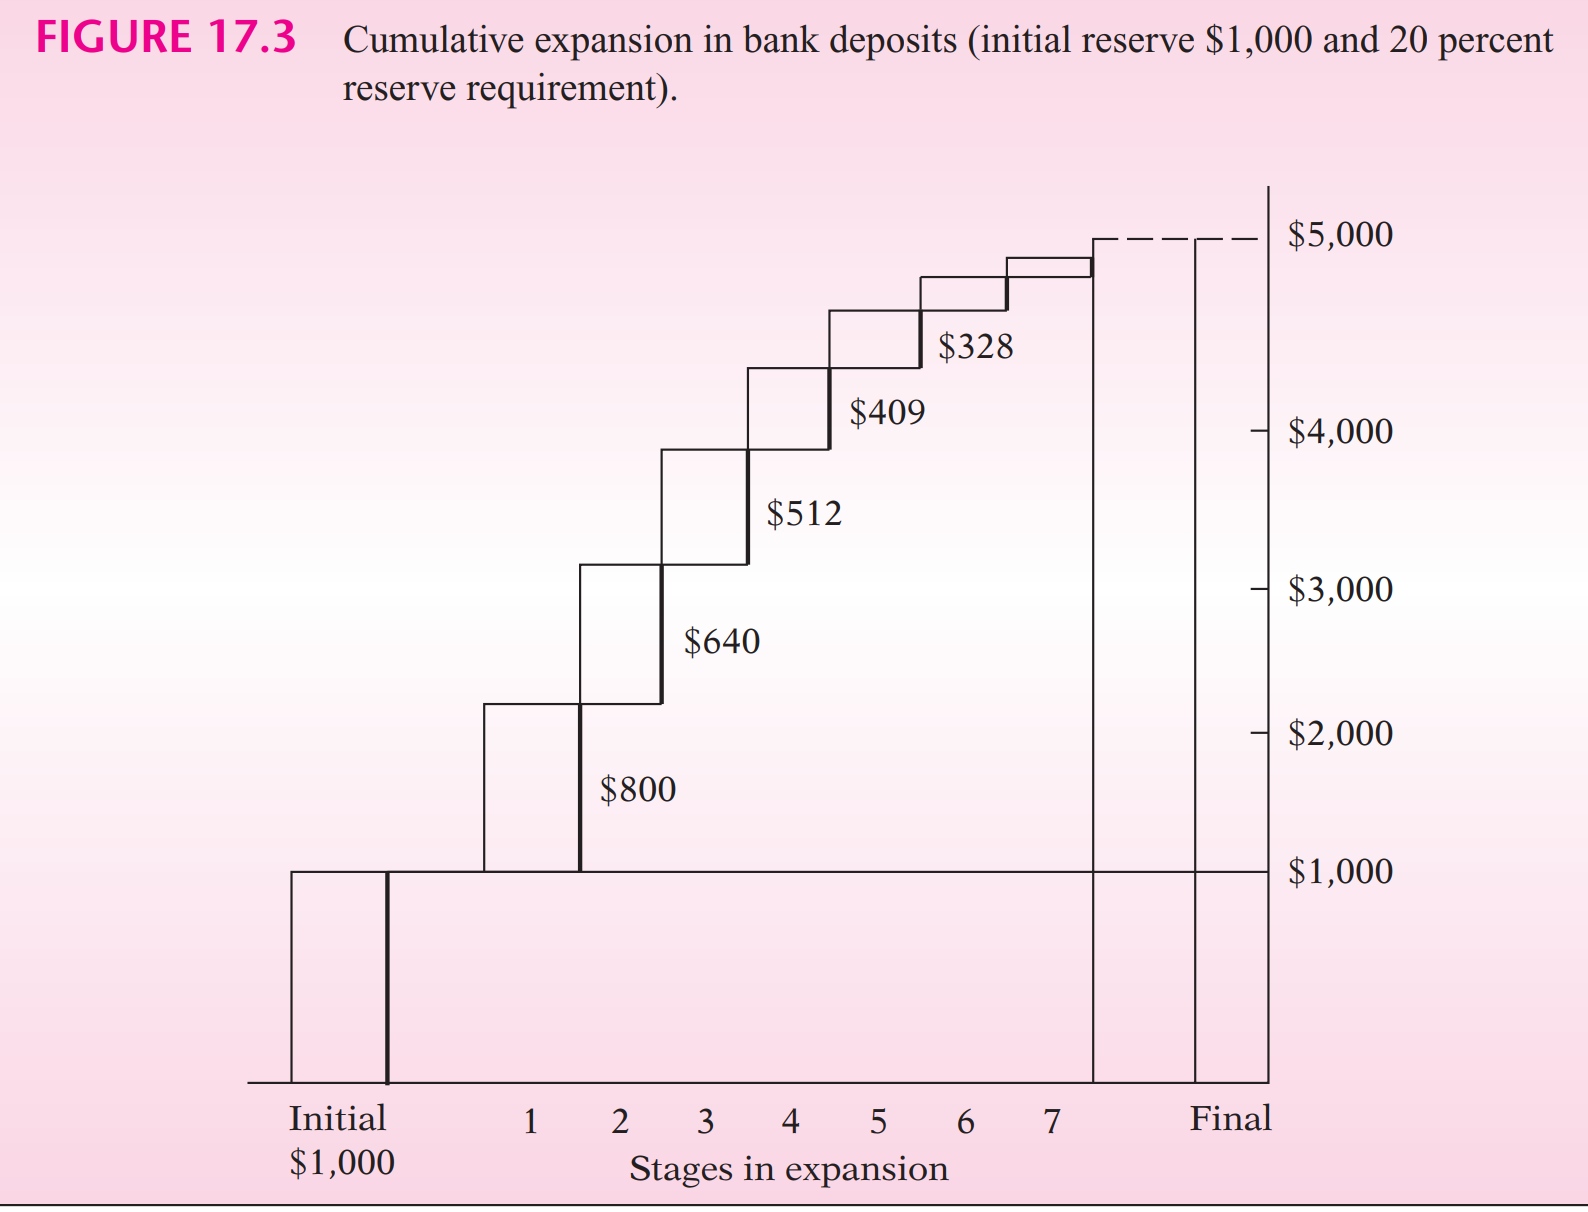 FIGURE 17.3 Cumulative expansion in bank deposits (initial reserve $1,000 and 20 percent
reserve requirement).
$5,000
$328
$409
$4,000
$512
$3,000
$640
$2,000
$800
$1,000
Initial 1 2 3 4 5 6 7 Final
$1,000
Stages in expansion